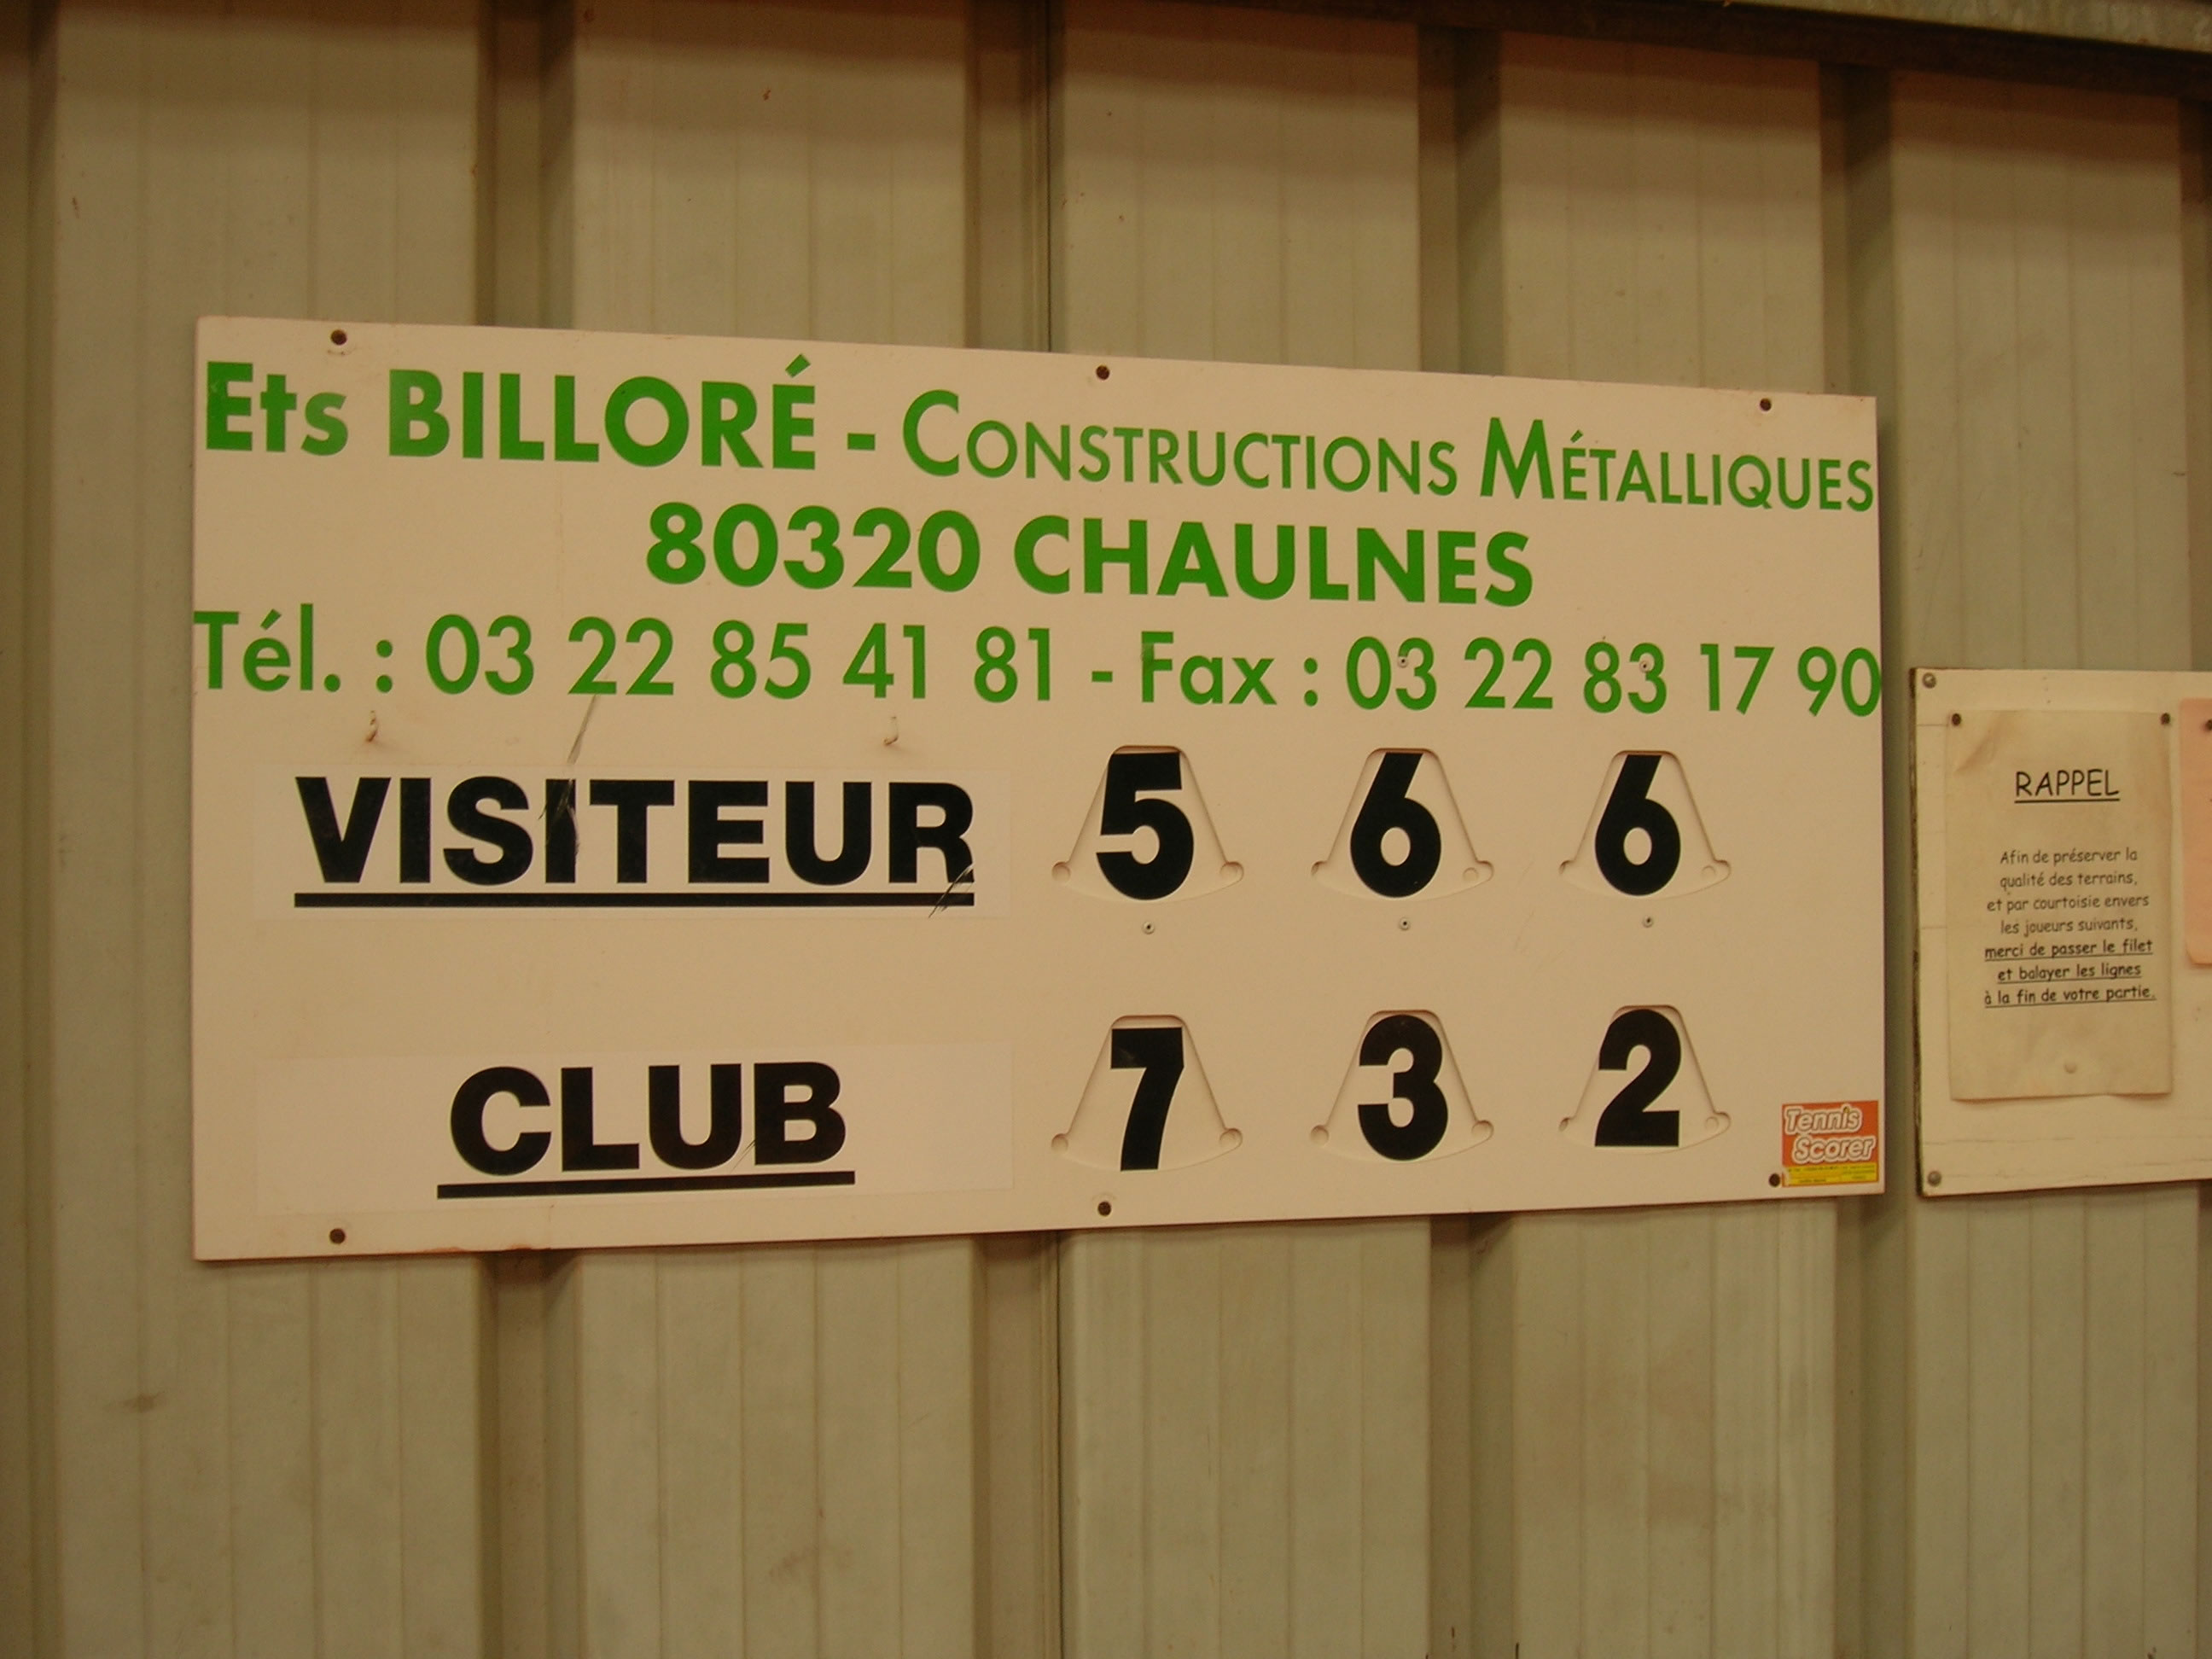 Ets BILLORÉ - CONSTRUCTIONS MÉTALLIQUES
80320 CHAULNES
Tél. : 03 22 85 41 81 - Fax : 03 22 83 17 90
VISITEUR 5 6 6
CLUB 7 3 2
Tennis
Scorer
RAPPEL
Afin de préserver la
qualité des terrains,
et par courtoisie envers
les joueurs suivants,
merci de passer le filet
et balayer les lignes
à la fin de votre partie.